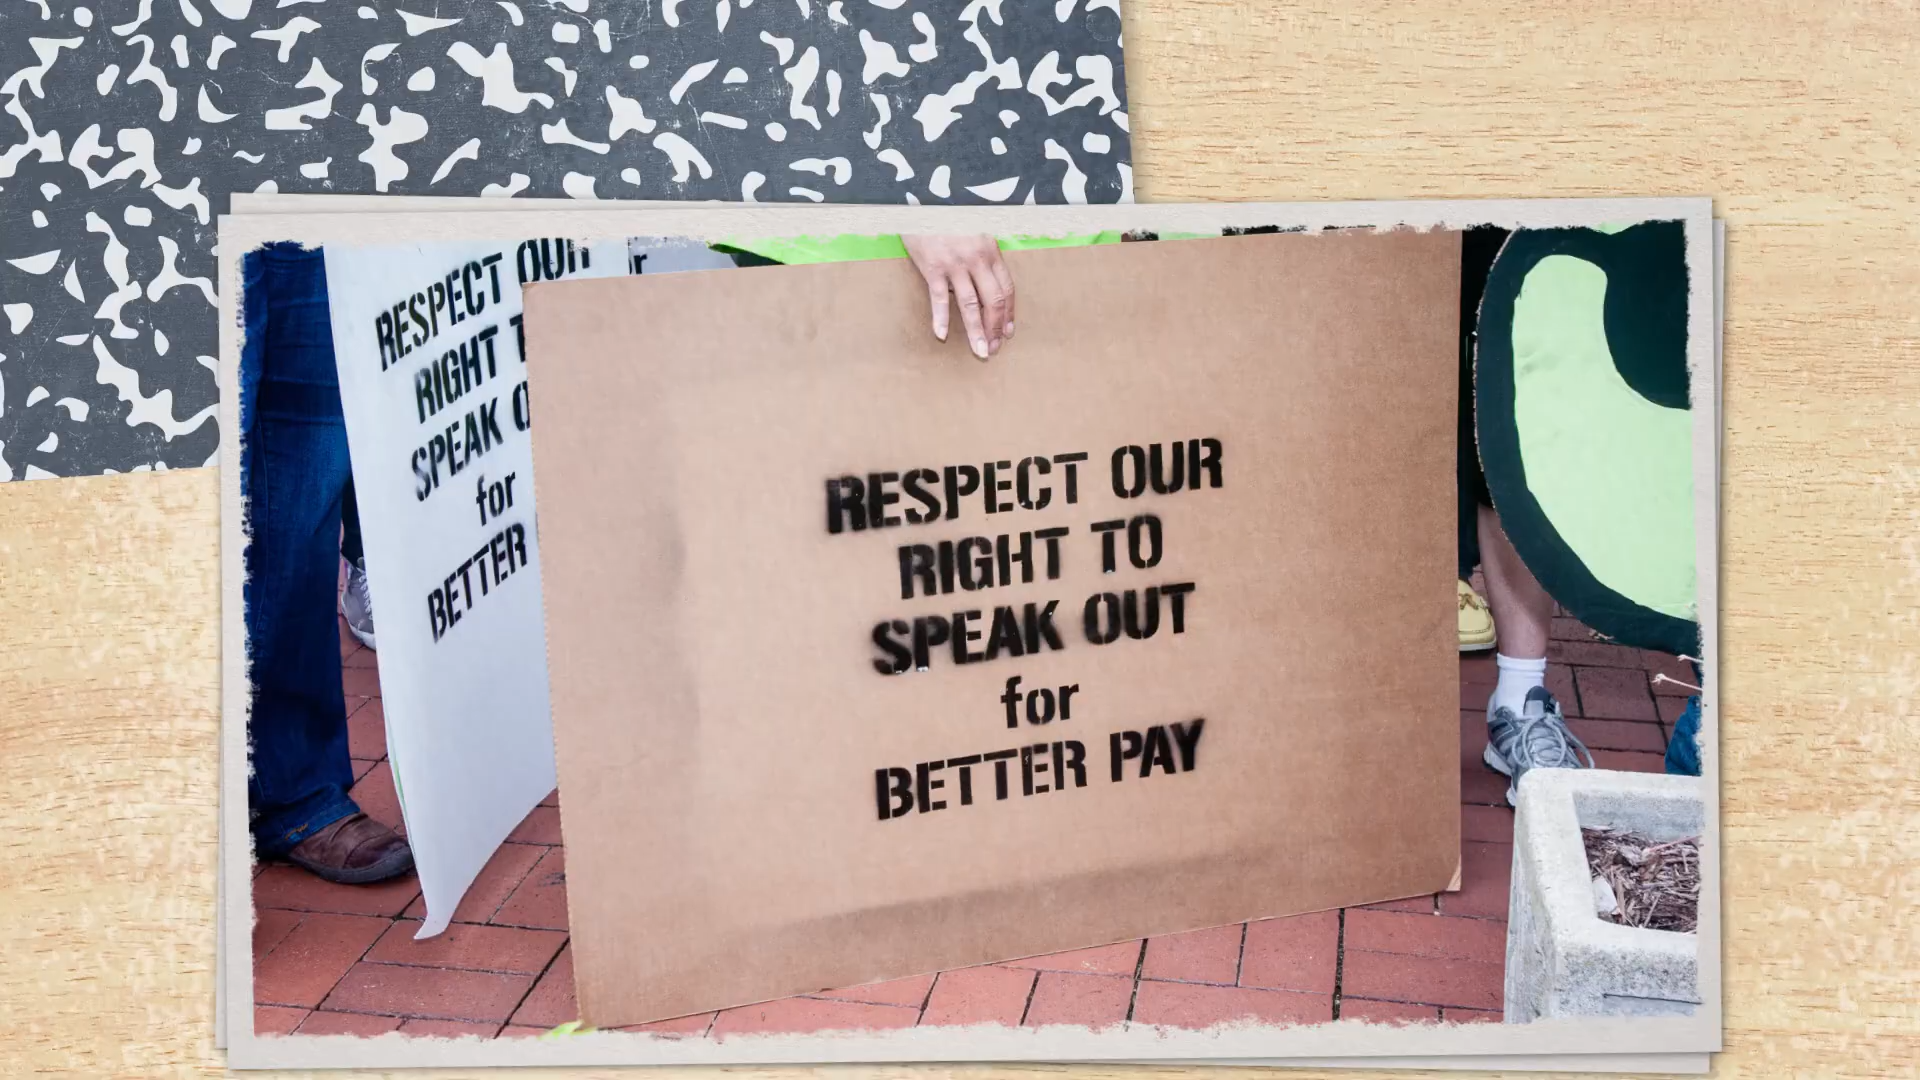 RESPECT OUR
RIGHT
SPEAK
for
BETTER
RESPECT OUR
RIGHT TO
SPEAK OUT
for
BETTER PAY